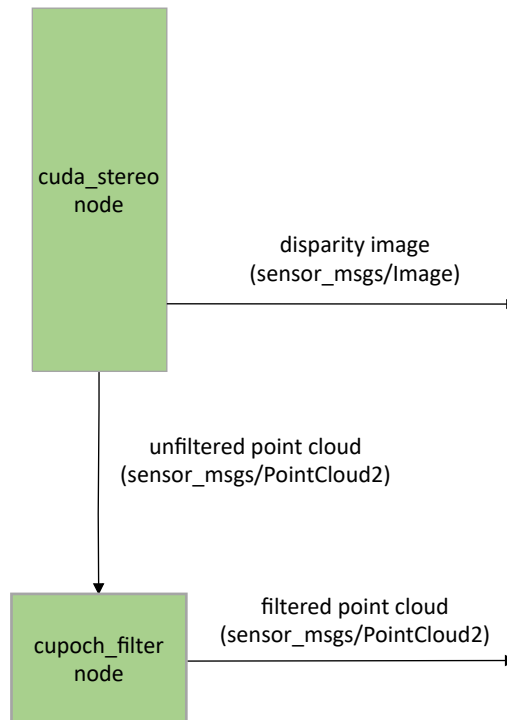 cuda_stereo
node
disparity image
(sensor_msgs/Image)
unfiltered point cloud
(sensor_msgs/PointCloud2)
filtered point cloud
(sensor_msgs/PointCloud2)
cupoch_filter
node